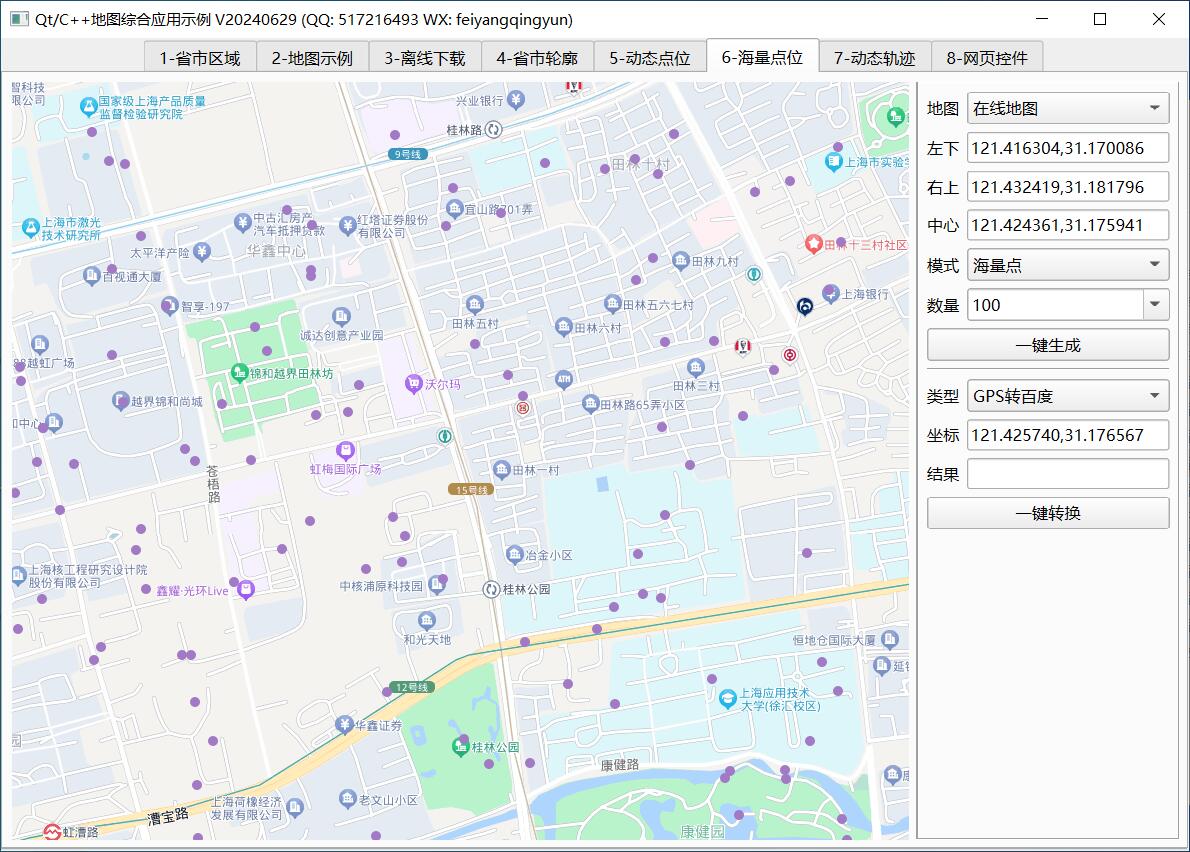 Qt/C++地图综合应用示例 V20240629 (QQ: 517216493 WX: feiyangqingyun)
1-省市区域
2-地图示例
3-离线下载
4-省市轮廓
5-动态点位
6-海量点位
7-动态轨迹
8-网页控件
智科技
限公司
国家级上海产品质量
监督检验研究院
兴业银行
桂林路
9号线
田林十村
上海市实验学
上海市激光
技术研究所
中古汇房产
汽车抵押贷款
红塔证券股份
有限公司
宜山路701弄
太平洋产险
华鑫中心
田林十三村社区
百视通大厦
田林九村
上海银行
智享-197
田林五六七村
田林五村
田林六村
诚达创意产业园
越虹广场
锦和越界田林坊
沃尔玛
ATM
田林三村
越界锦和尚城
田林路65弄小区
和中心
苍梧路
虹梅国际广场
田林一村
15号线
上海核工程研究设计院
股份有限公司
冶金小区
鑫耀·光环Live
中核浦原科技园
桂林公园
和光天地
恒地仓国际大厦
12号线
上海应用技术
大学(徐汇校区)
华鑫证券
桂林公园
康健路
老文山小区
上海荷橡经济
发展有限公司
漕宝路
虹漕路
康健园
地图
在线地图
左下
121.416304,31.170086
右上
121.432419,31.181796
中心
121.424361,31.175941
模式
海量点
数量
100
一键生成
类型
GPS转百度
坐标
121.425740,31.176567
结果
一键转换